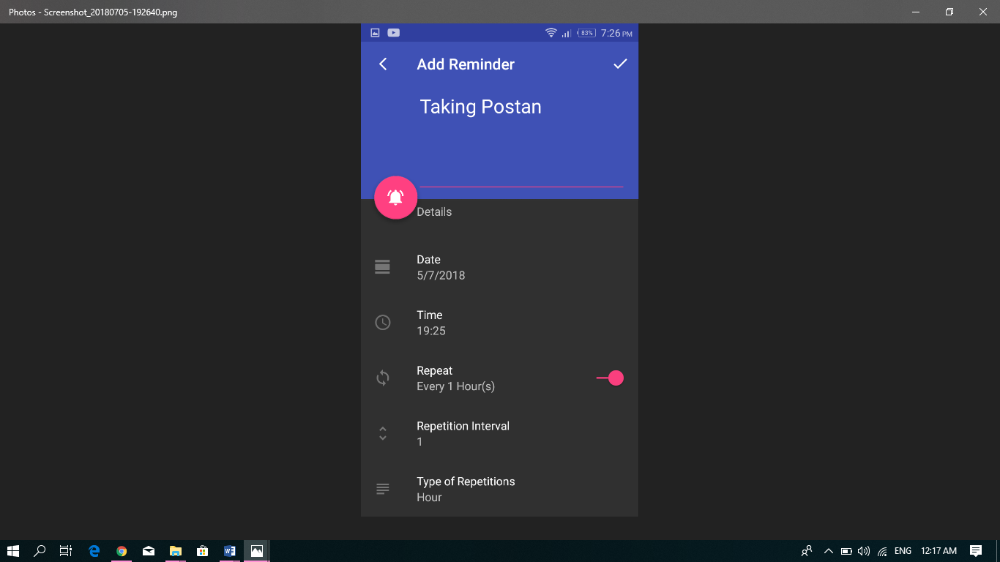 Photos - Screenshot_20180705-192640.png
83% 7:26 PM
Add Reminder
Taking Postan
Details
Date
5/7/2018
Time
19:25
Repeat
Every 1 Hour(s)
Repetition Interval
1
Type of Repetitions
Hour
ENG 12:17 AM